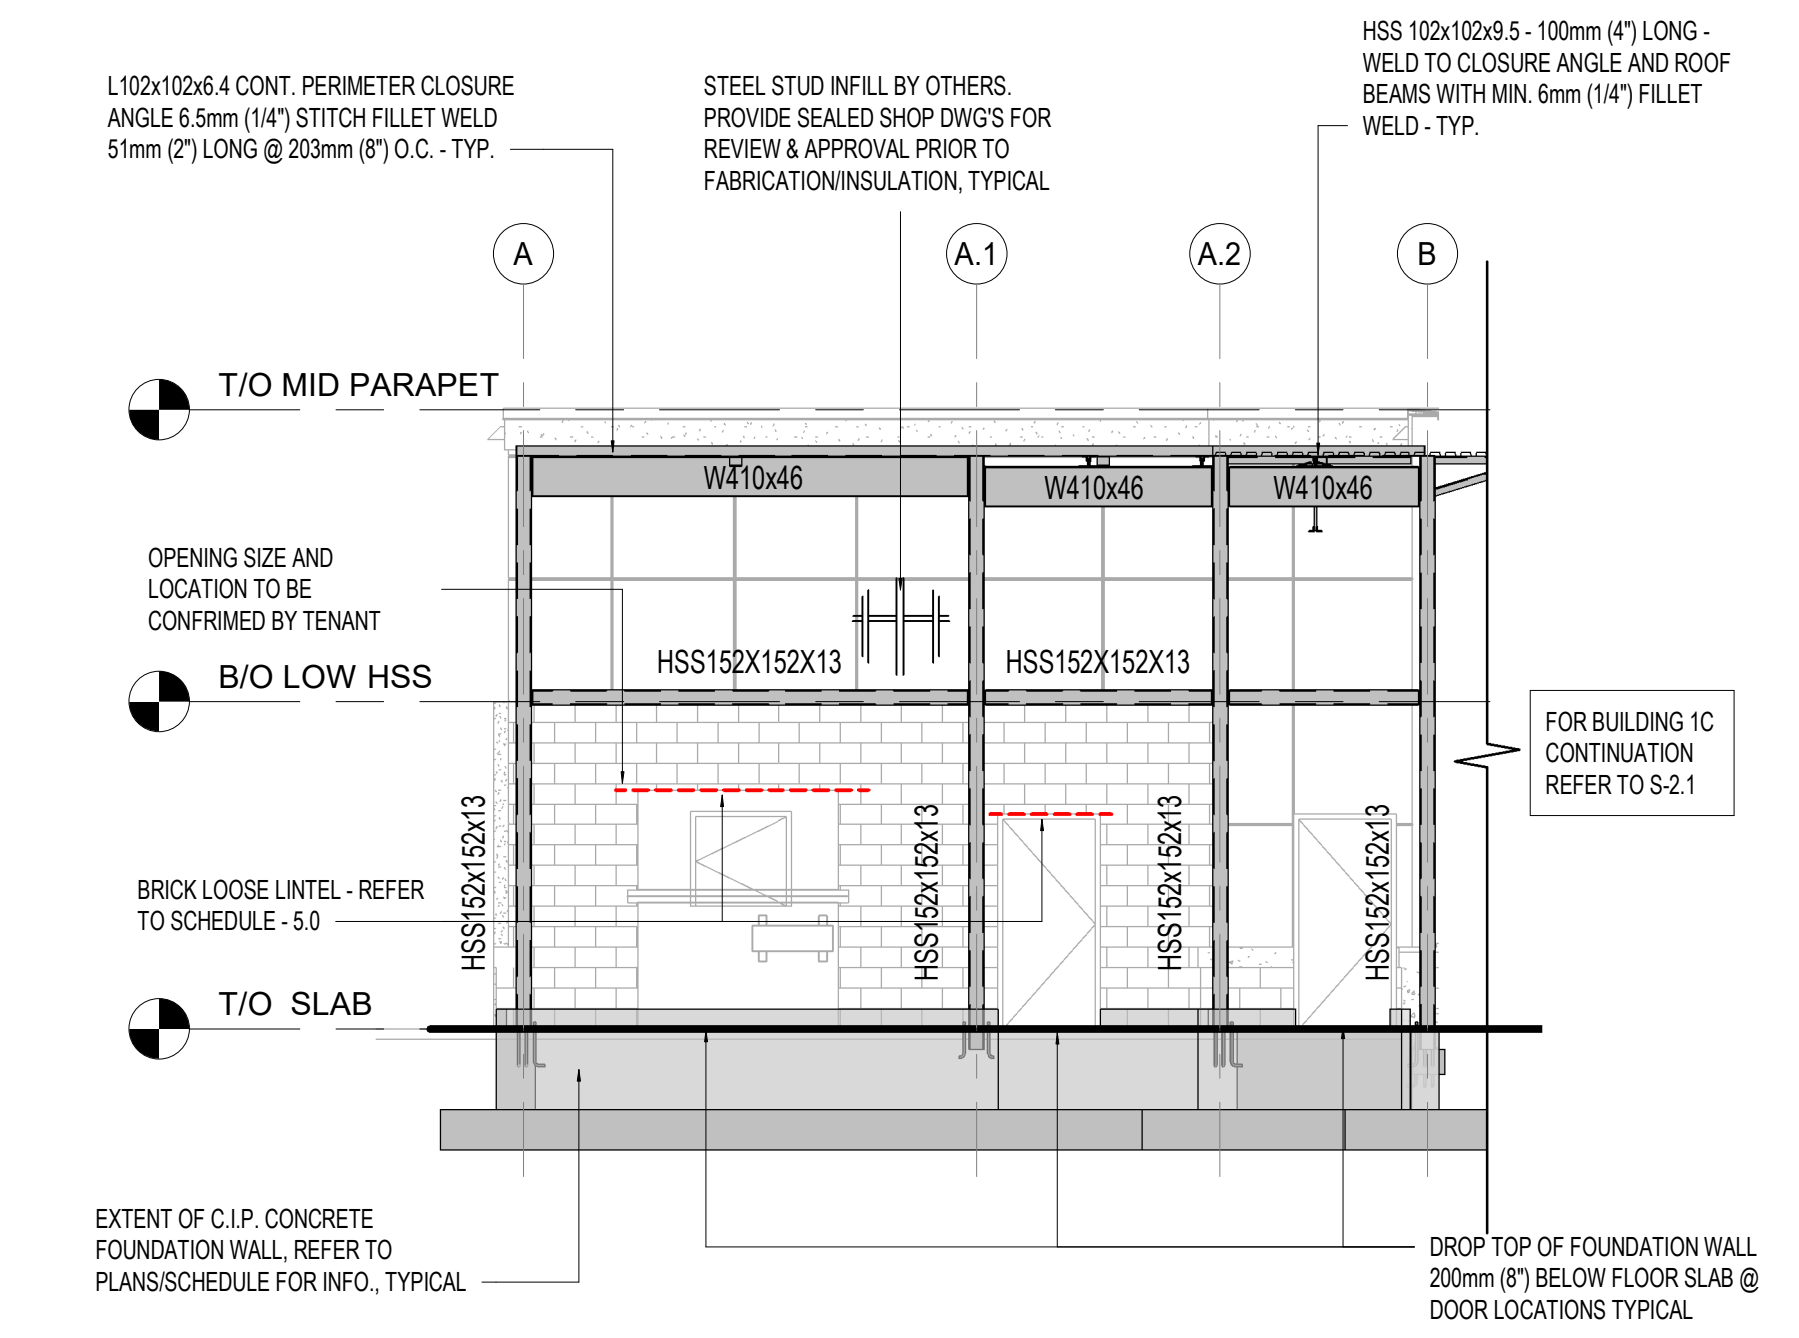 HSS 102x102x9.5 - 100mm (4") LONG -
WELD TO CLOSURE ANGLE AND ROOF
BEAMS WITH MIN. 6mm (1/4") FILLET
WELD - TYP.
L102x102x6.4 CONT. PERIMETER CLOSURE
ANGLE 6.5mm (1/4") STITCH FILLET WELD
51mm (2") LONG @ 203mm (8") O.C. - TYP.
STEEL STUD INFILL BY OTHERS.
PROVIDE SEALED SHOP DWG'S FOR
REVIEW & APPROVAL PRIOR TO
FABRICATION/INSULATION, TYPICAL
A
A.1
A.2
B
T/O MID PARAPET
W410x46
W410x46
W410x46
OPENING SIZE AND
LOCATION TO BE
CONFRIMED BY TENANT
HSS152X152X13
HSS152X152X13
B/O LOW HSS
FOR BUILDING 1C
CONTINUATION
REFER TO S-2.1
HSS152x152x13
HSS152x152x13
HSS152x152x13
HSS152x152x13
BRICK LOOSE LINTEL - REFER
TO SCHEDULE - 5.0
T/O SLAB
EXTENT OF C.I.P. CONCRETE
FOUNDATION WALL, REFER TO
PLANS/SCHEDULE FOR INFO., TYPICAL
DROP TOP OF FOUNDATION WALL
200mm (8") BELOW FLOOR SLAB @
DOOR LOCATIONS TYPICAL